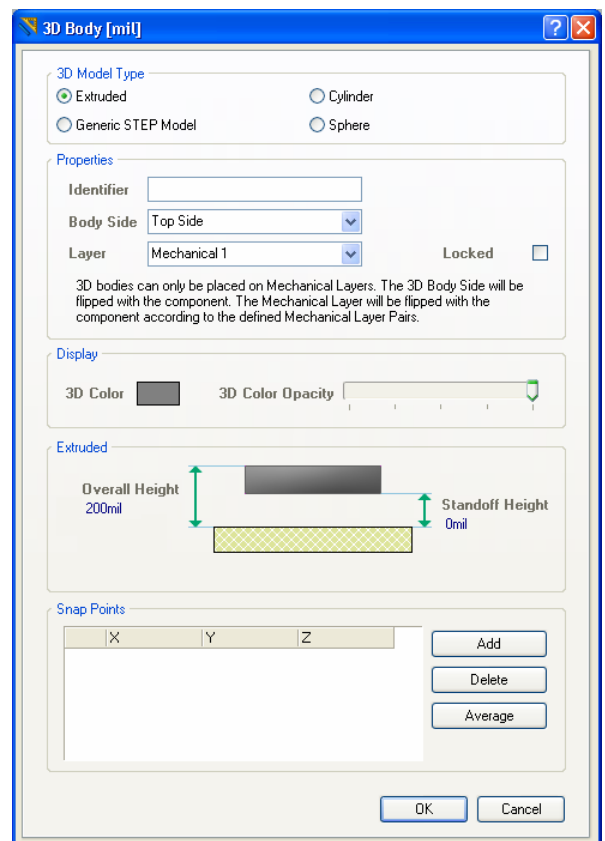 3D Body [mil]
3D Model Type
Extruded
Cylinder
Generic STEP Model
Sphere
Properties
Identifier
Body Side Top Side
Layer Mechanical 1 Locked
3D bodies can only be placed on Mechanical Layers. The 3D Body Side will be
flipped with the component. The Mechanical Layer will be flipped with the
component according to the defined Mechanical Layer Pairs.
Display
3D Color 3D Color Opacity
Extruded
Overall Height
200mil
Standoff Height
0mil
Snap Points
X Y Z
Add
Delete
Average
OK Cancel